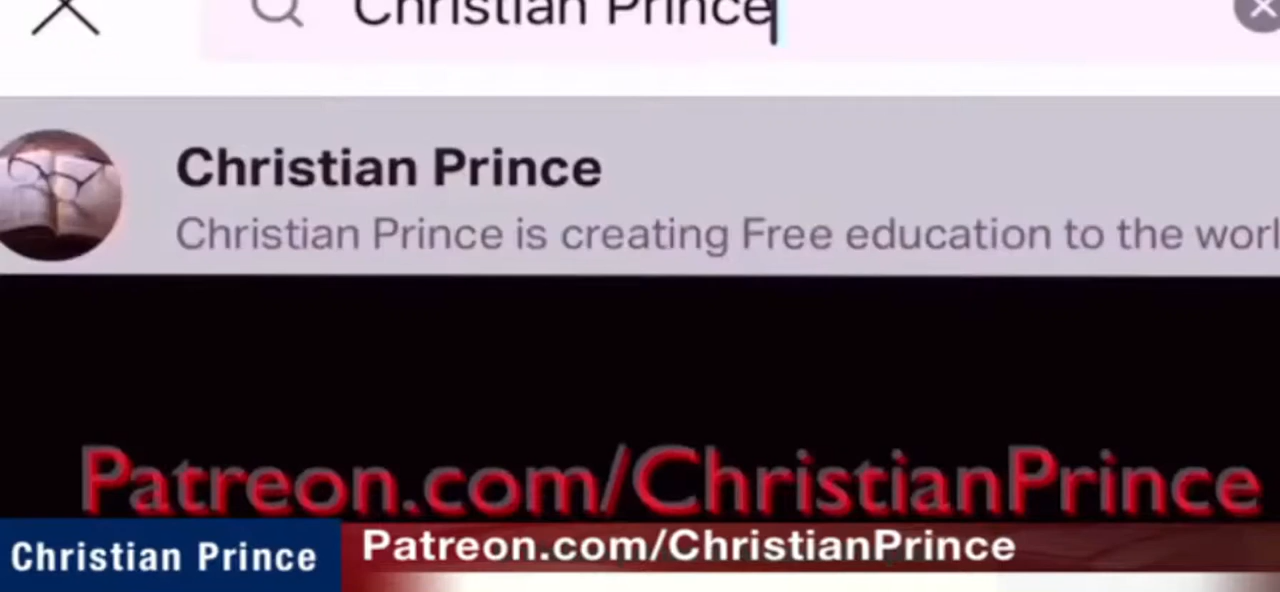 Christian Prince
Christian Prince
Christian Prince is creating Free education to the worl
Patreon.com/ChristianPrince
Christian Prince
Patreon.com/ChristianPrince